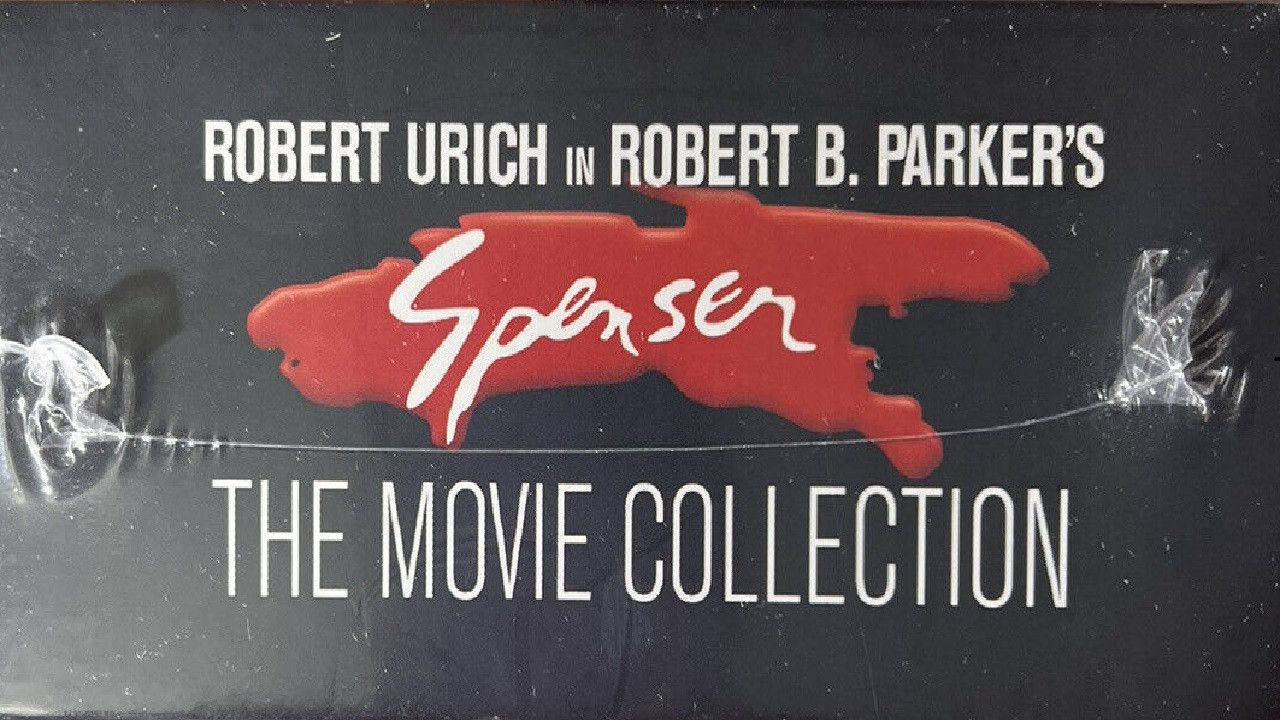 ROBERT URICH IN ROBERT B. PARKER'S
Spenser
THE MOVIE COLLECTION